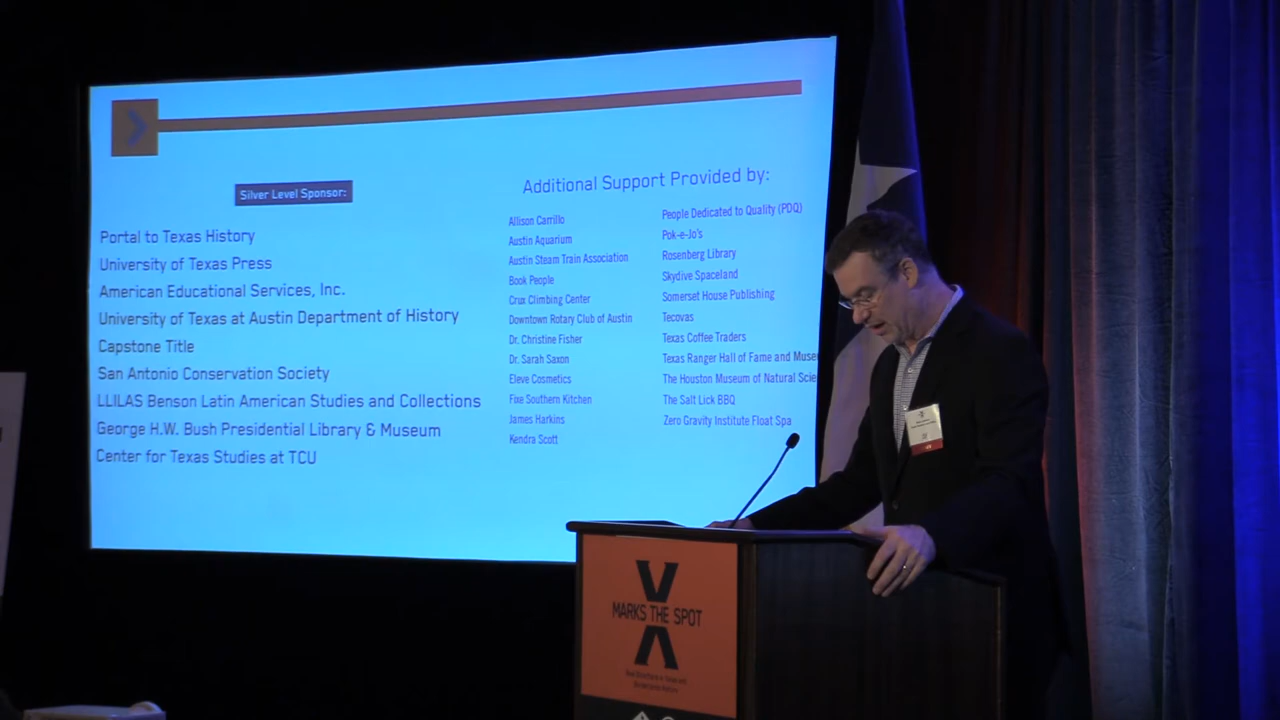 Silver Level Sponsor:
Portal to Texas History
University of Texas Press
American Educational Services, Inc.
University of Texas at Austin Department of History
Capstone Title
San Antonio Conservation Society
LLILAS Benson Latin American Studies and Collections
George H.W. Bush Presidential Library & Museum
Center for Texas Studies at TCU
Additional Support Provided by:
Allison Carrillo
Austin Aquarium
Austin Steam Train Association
Book People
Crux Climbing Center
Downtown Rotary Club of Austin
Dr. Christine Fisher
Dr. Sarah Saxon
Eleve Cosmetics
Fixe Southern Kitchen
James Harkins
Kendra Scott
People Dedicated to Quality (PDQ)
Pok-e-Jo's
Rosenberg Library
Skydive Spaceland
Somerset House Publishing
Tecovas
Texas Coffee Traders
Texas Ranger Hall of Fame and Muse
The Houston Museum of Natural Scie
The Salt Lick BBQ
Zero Gravity Institute Float Spa
X
MARKS THE SPOT